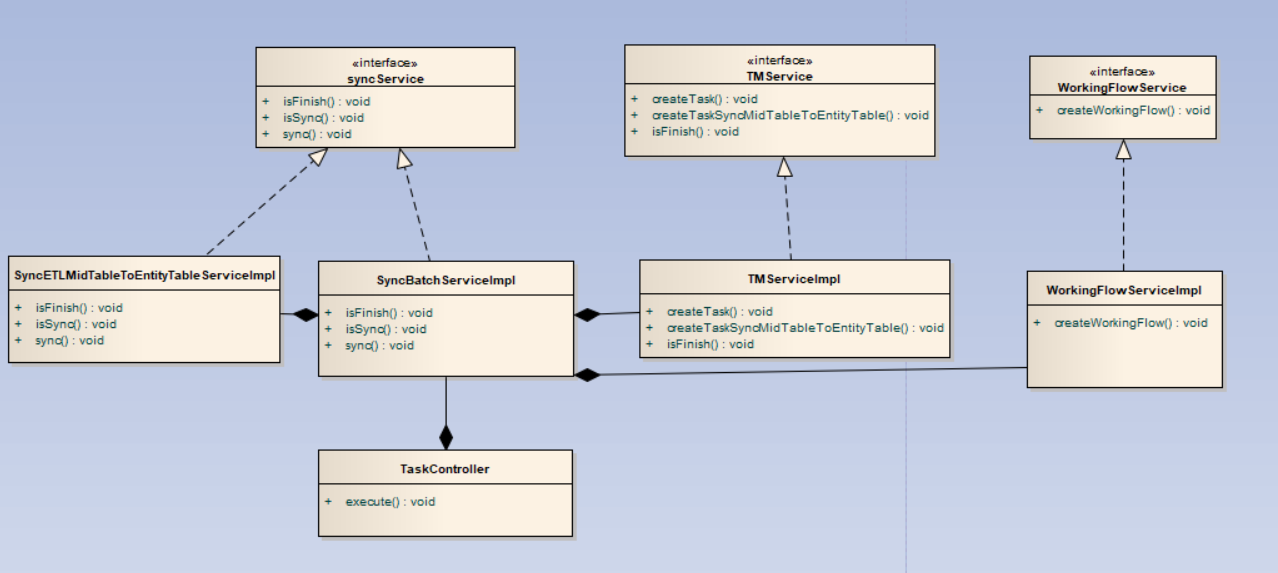 «interface»
syncService
+ isFinish() : void
+ isSync() : void
+ sync() : void
«interface»
TMService
+ createTask() : void
+ createTaskSyncMidTableToEntityTable() : void
+ isFinish() : void
«interface»
WorkingFlowService
+ createWorkingFlow() : void
SyncETLMidTableToEntityTableServiceImpl
+ isFinish() : void
+ isSync() : void
+ sync() : void
SyncBatchServiceImpl
+ isFinish() : void
+ isSync() : void
+ sync() : void
TMServiceImpl
+ createTask() : void
+ createTaskSyncMidTableToEntityTable() : void
+ isFinish() : void
WorkingFlowServiceImpl
+ createWorkingFlow() : void
TaskController
+ execute() : void